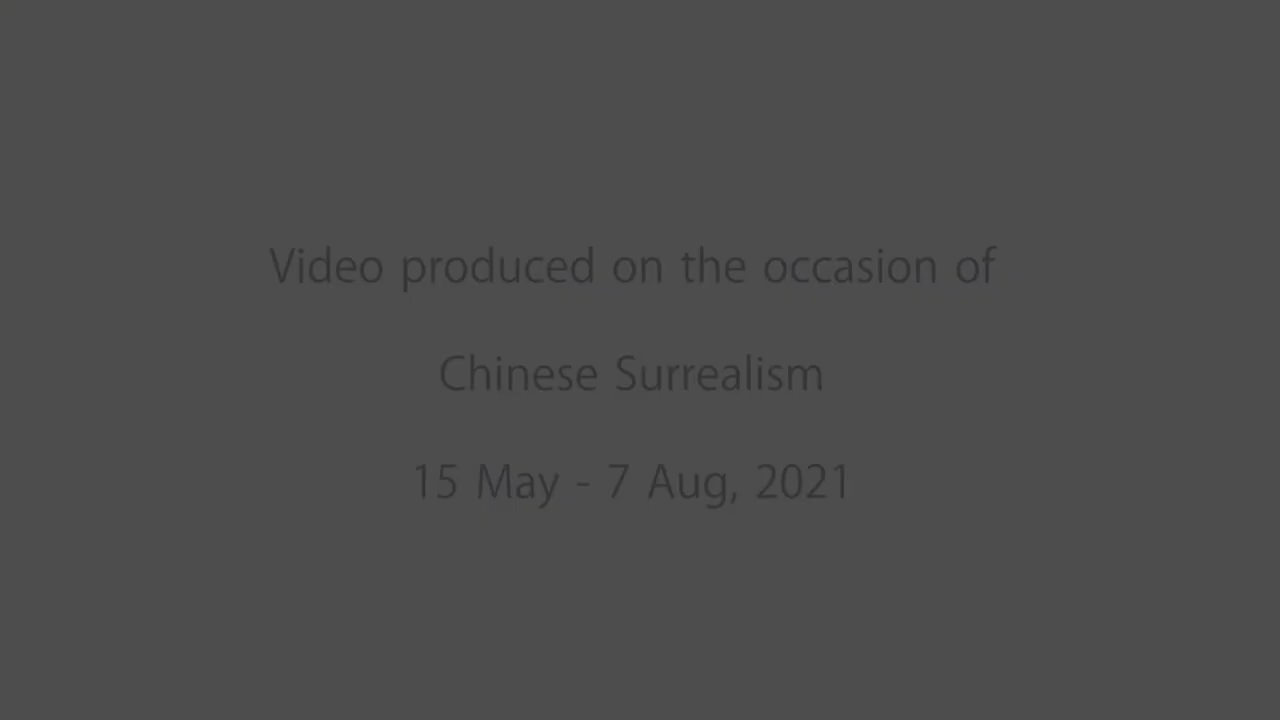 Video produced on the occasion of
Chinese Surrealism
15 May - 7 Aug, 2021